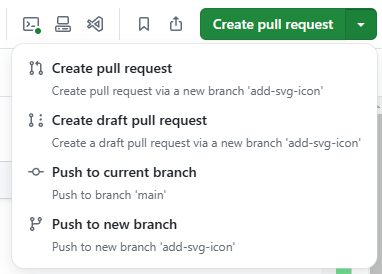 Create pull request
Create pull request
Create pull request via a new branch 'add-svg-icon'
Create draft pull request
Create a draft pull request via a new branch 'add-svg-icon'
Push to current branch
Push to branch 'main'
Push to new branch
Push to new branch 'add-svg-icon'